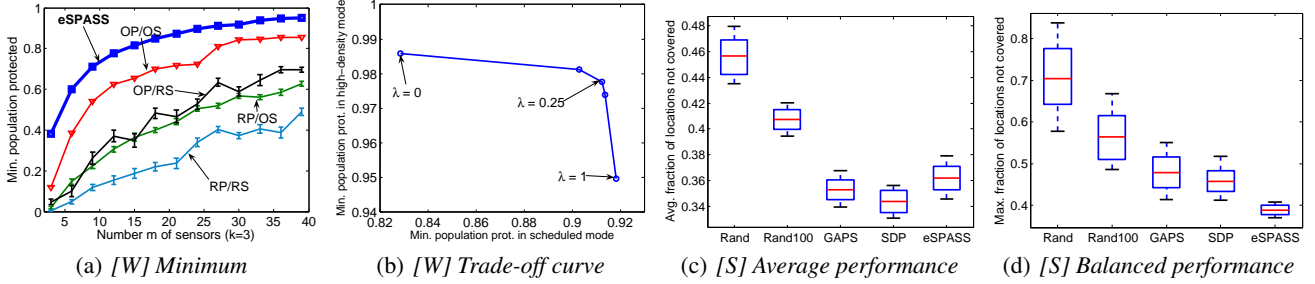 Min. population protected
1
0.8
0.6
0.4
0.2
0
eSPASS
OP/OS
OP/RS
RP/OS
RP/RS
5 10 15 20 25 30 35 40
Number m of sensors (k=3)
(a) [W] Minimum
Min. population prot. in high−density mode
0.99
0.98
0.97
0.96
0.95
0.94
λ = 0
λ = 0.25
λ = 1
0.82 0.84 0.86 0.88 0.9 0.92
Min. population prot. in scheduled mode
(b) [W] Trade-off curve
Avg. fraction of locations not covered
0.48
0.46
0.44
0.42
0.4
0.38
0.36
0.34
Rand Rand100 GAPS SDP eSPASS
(c) [S] Average performance
Max. fraction of locations not covered
0.8
0.7
0.6
0.5
0.4
Rand Rand100 GAPS SDP eSPASS
(d) [S] Balanced performance